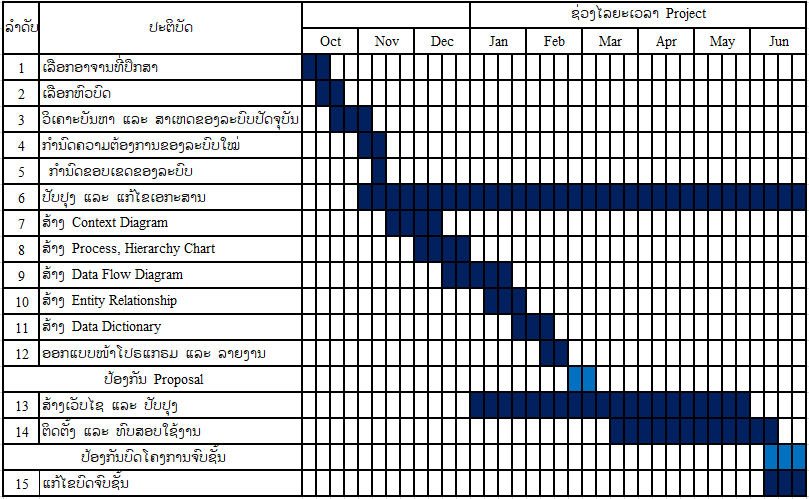 ລຳດັບ ປະຕິບັດ ຊ່ວງໄລຍະເວລາ Project
Oct Nov Dec Jan Feb Mar Apr May Jun
1 ເລືອກອາຈານທີ່ປຶກສາ
2 ເລືອກຫົວບົດ
3 ວິເຄາະບັນຫາ ແລະ ສາເຫດຂອງລະບົບປັດຈຸບັນ
4 ກຳນົດຄວາມຕ້ອງການຂອງລະບົບໃໝ່
5 ກຳນົດຂອບເຂດຂອງລະບົບ
6 ປັບປຸງ ແລະ ແກ້ໄຂເອກະສານ
7 ສ້າງ Context Diagram
8 ສ້າງ Process, Hierarchy Chart
9 ສ້າງ Data Flow Diagram
10 ສ້າງ Entity Relationship
11 ສ້າງ Data Dictionary
12 ອອກແບບໜ້າໂປຣແກຣມ ແລະ ລາຍງານ
ປ້ອງກັນ Proposal
13 ສ້າງເວັບໄຊ ແລະ ປັບປຸງ
14 ຕິດຕັ້ງ ແລະ ທົບສອບໃຊ້ງານ
ປ້ອງກັນບົດໂຄງການຈົບຊັ້ນ
15 ແກ້ໄຂບົດຈົບຊັ້ນ